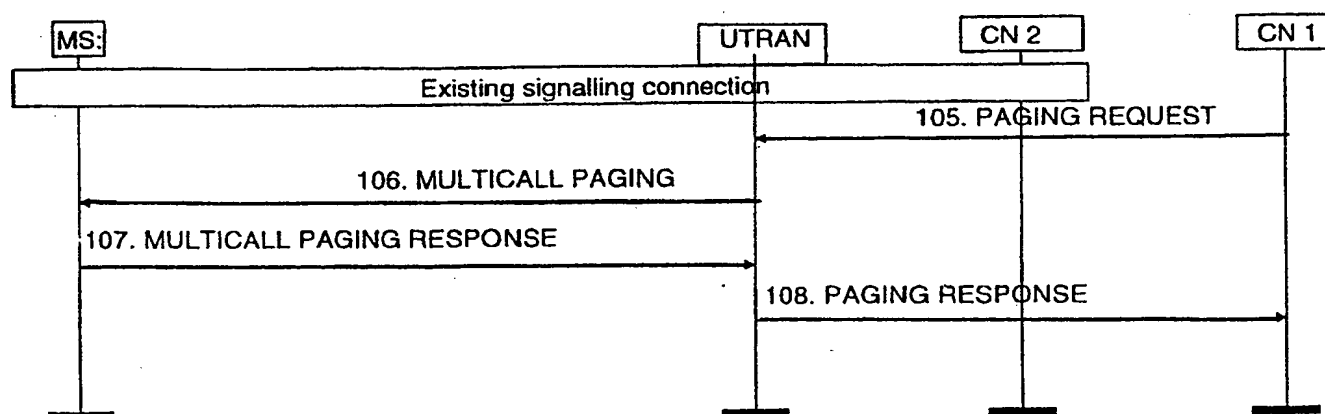 MS:
UTRAN
CN 2
CN 1
Existing signalling connection
105. PAGING REQUEST
106. MULTICALL PAGING
107. MULTICALL PAGING RESPONSE
108. PAGING RESPONSE